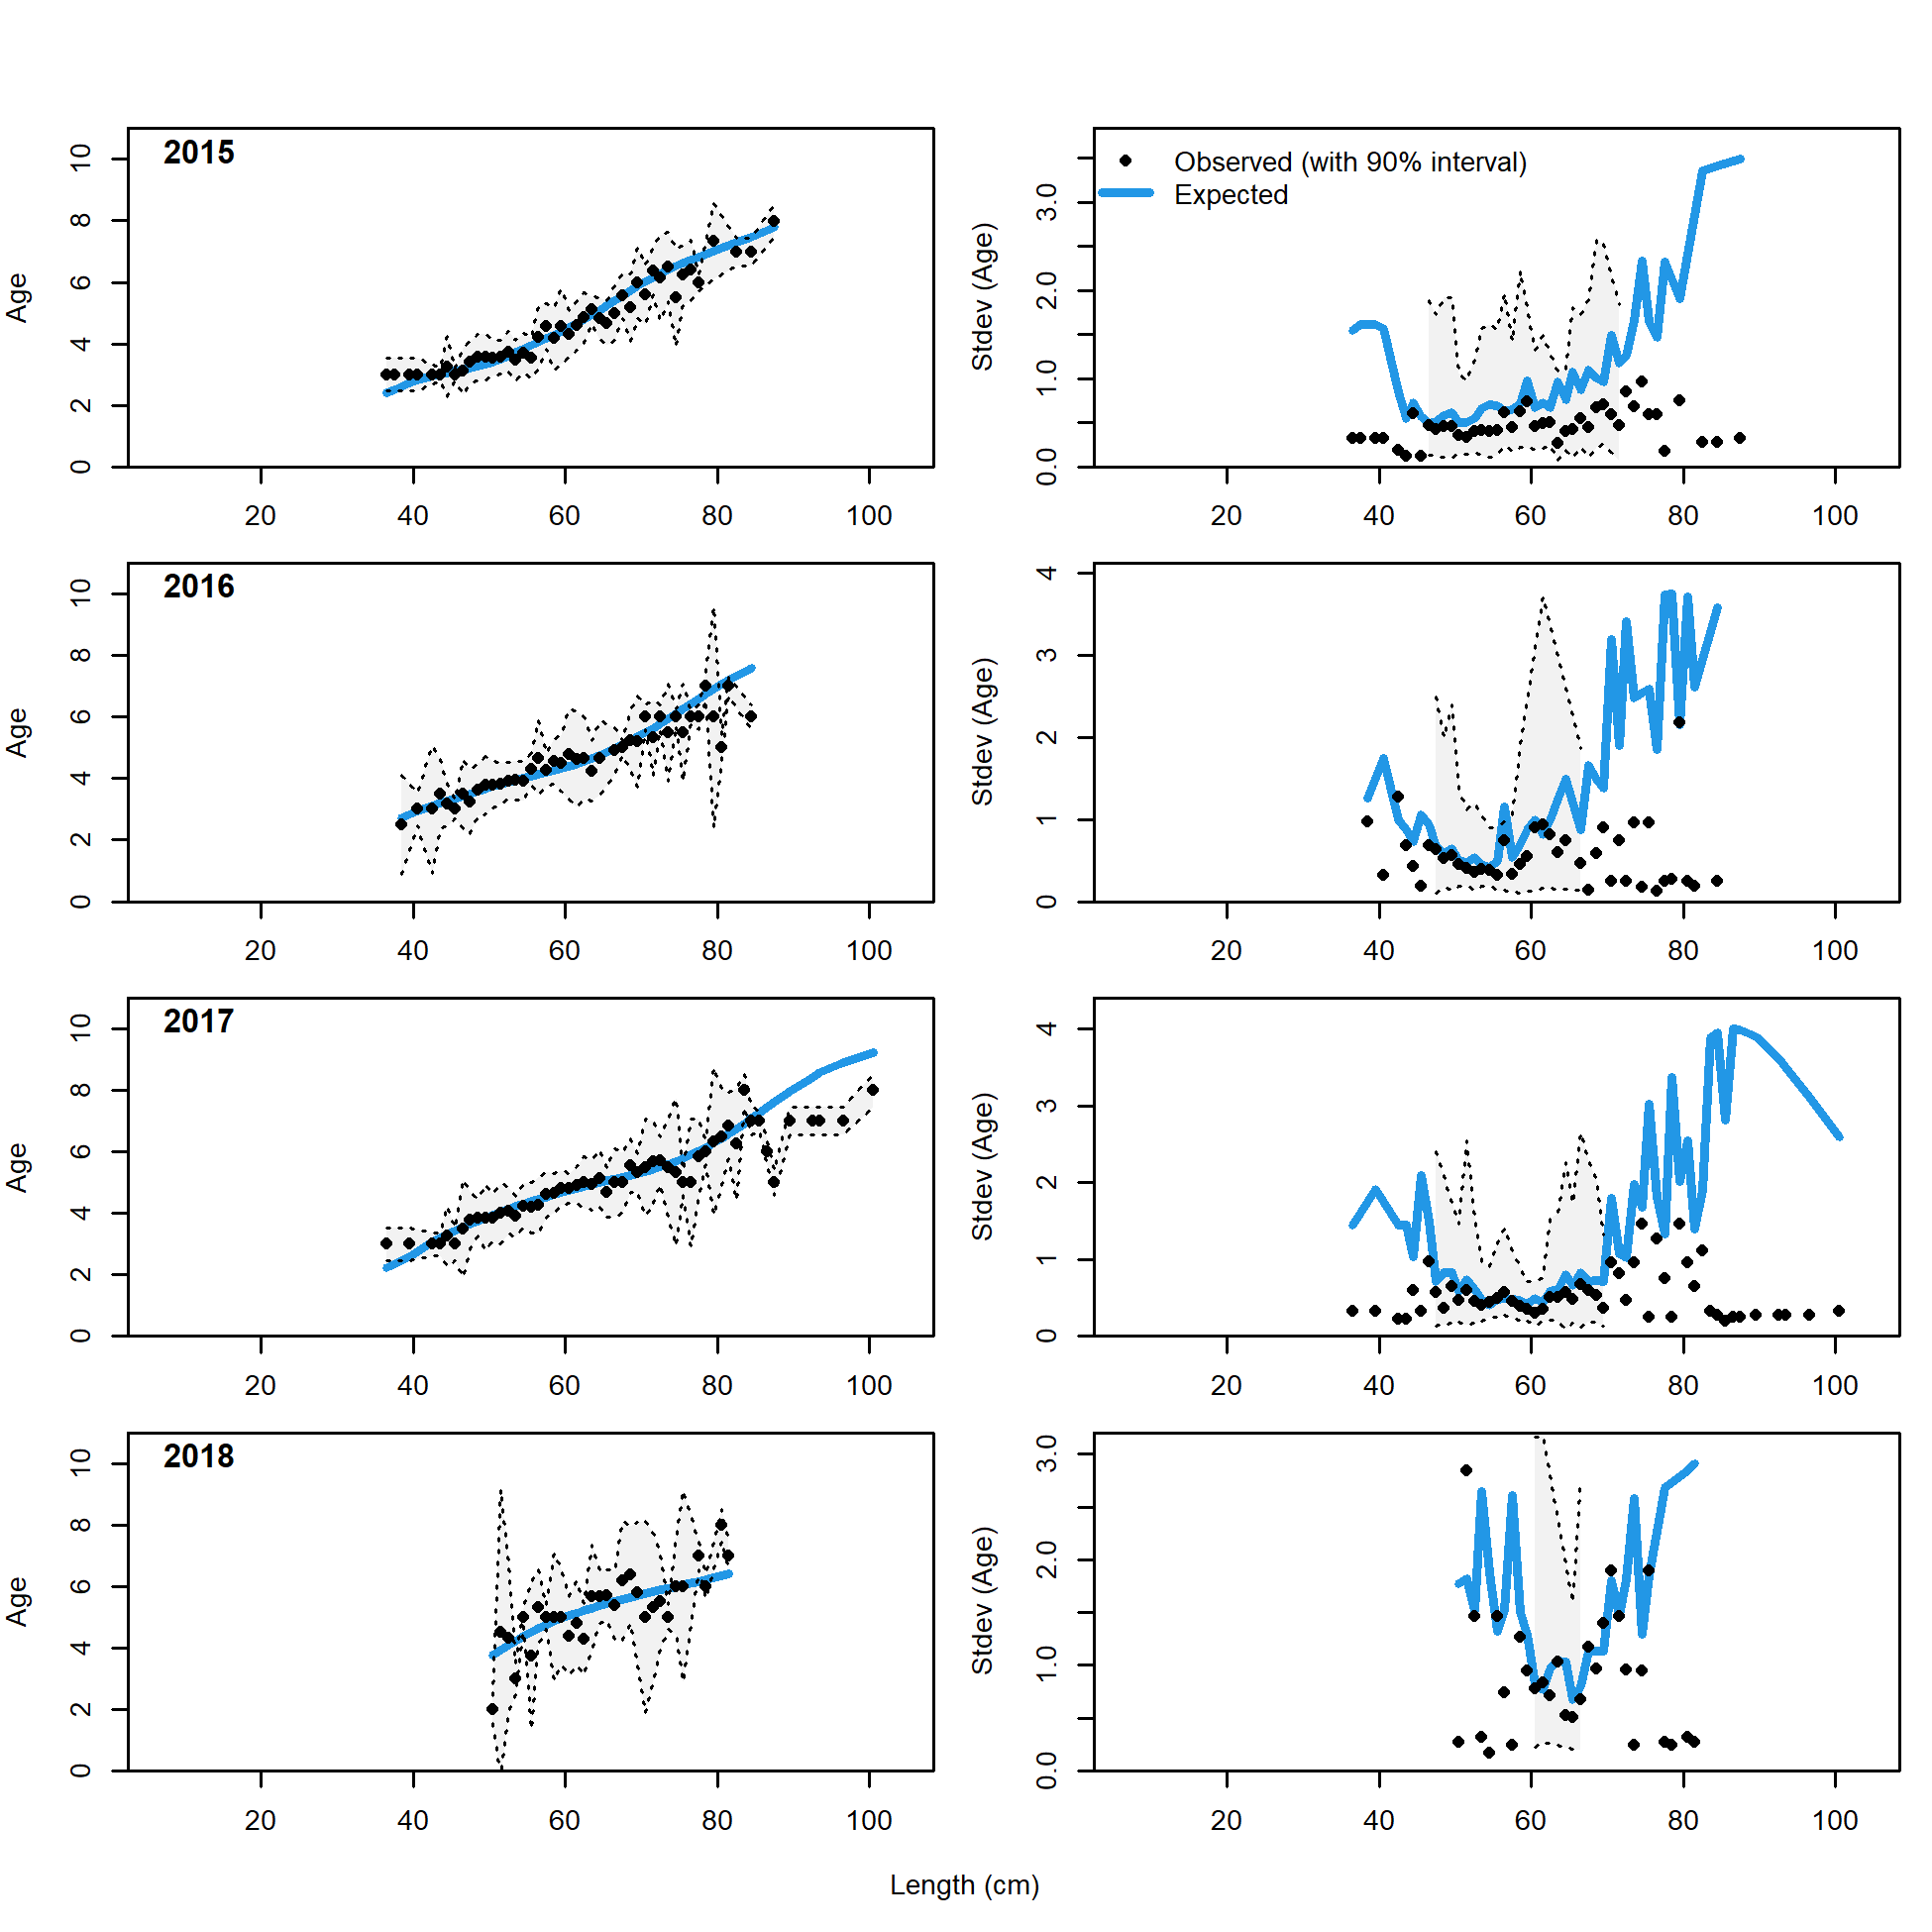 2015
Age
0 2 4 6 8 10
20 40 60 80 100
Observed (with 90% interval)
Expected
Stdev (Age)
0.0 1.0 2.0 3.0
20 40 60 80 100
2016
Age
0 2 4 6 8 10
20 40 60 80 100
Stdev (Age)
0 1 2 3 4
20 40 60 80 100
2017
Age
0 2 4 6 8 10
20 40 60 80 100
Stdev (Age)
0 1 2 3 4
20 40 60 80 100
2018
Age
0 2 4 6 8 10
20 40 60 80 100
Stdev (Age)
0.0 1.0 2.0 3.0
20 40 60 80 100
Length (cm)